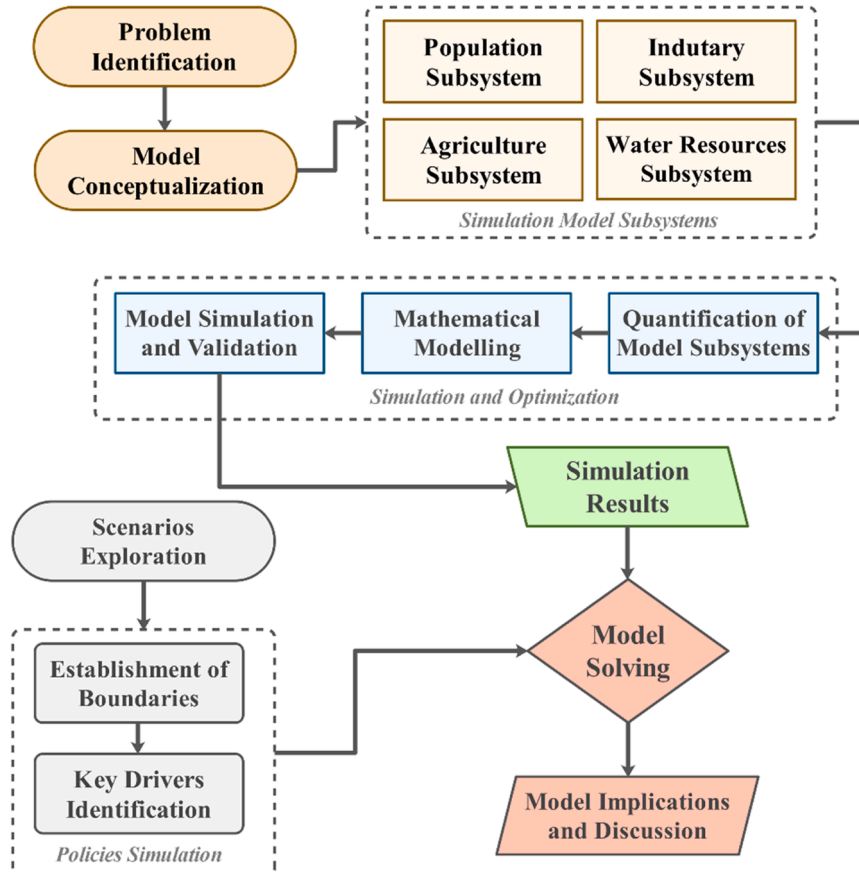 Problem
Identification
Model
Conceptualization
Population
Subsystem
Indutary
Subsystem
Agriculture
Subsystem
Water Resources
Subsystem
Simulation Model Subsystems
Model Simulation
and Validation
Mathematical
Modelling
Quantification of
Model Subsystems
Simulation and Optimization
Simulation
Results
Scenarios
Exploration
Establishment of
Boundaries
Key Drivers
Identification
Policies Simulation
Model
Solving
Model Implications
and Discussion